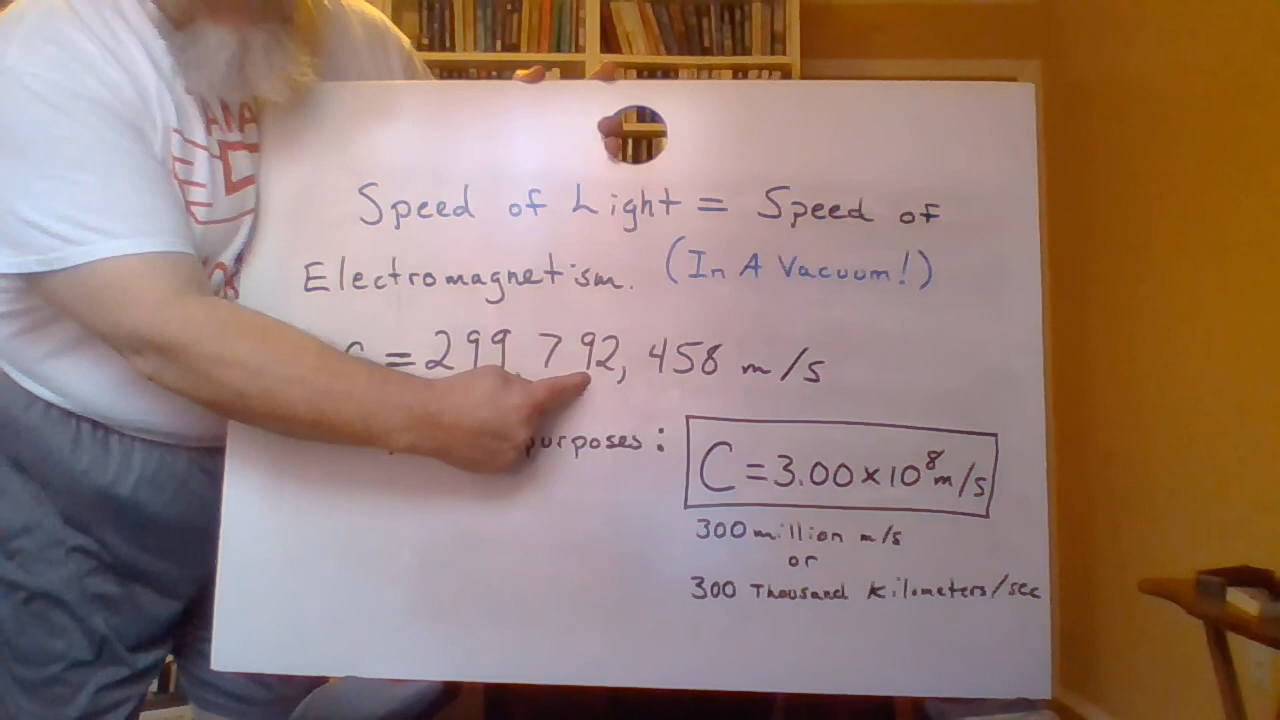 Speed of Light = Speed of
Electromagnetism. (In A Vacuum!)
= 299,792,458 m/s
purposes:
C = 3.00 x 10⁸ m/s
300 million m/s
or
300 Thousand Kilometers/sec